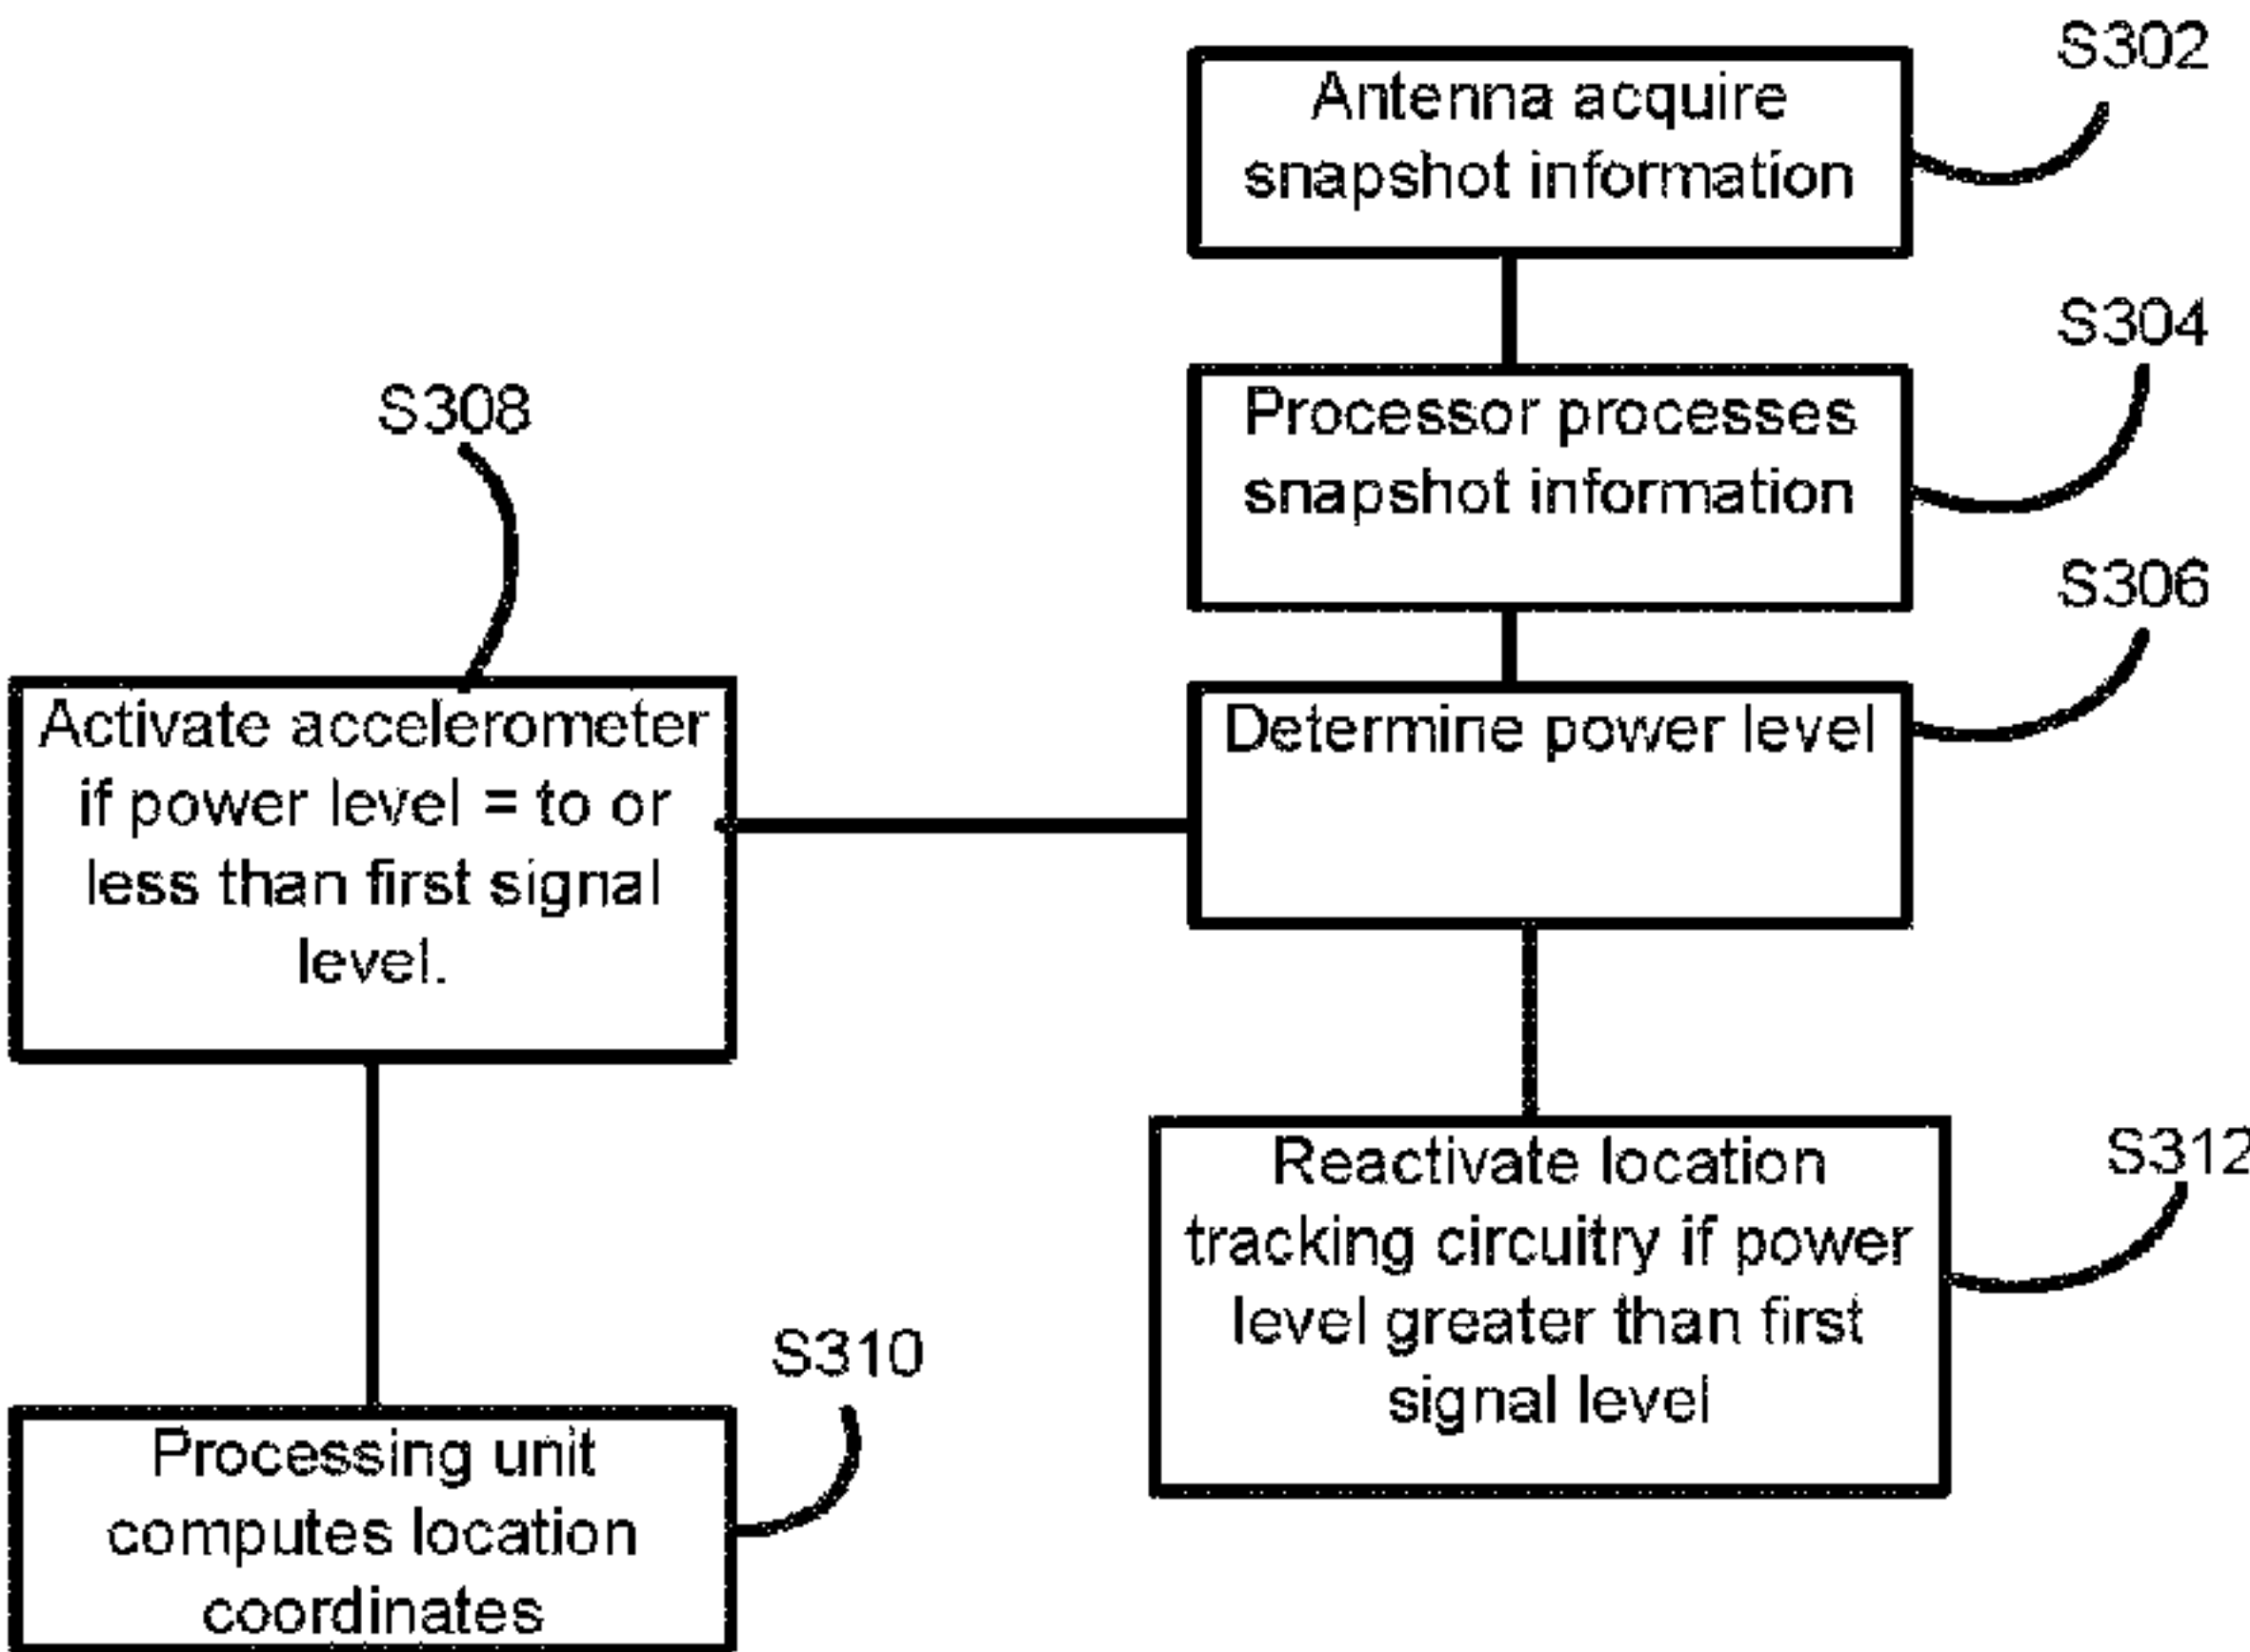 S302
Antenna acquire
snapshot information
S304
Processor processes
snapshot information
S306
Determine power level
S308
Activate accelerometer
if power level = to or
less than first signal
level.
S310
Processing unit
computes location
coordinates
S312
Reactivate location
tracking circuitry if power
level greater than first
signal level